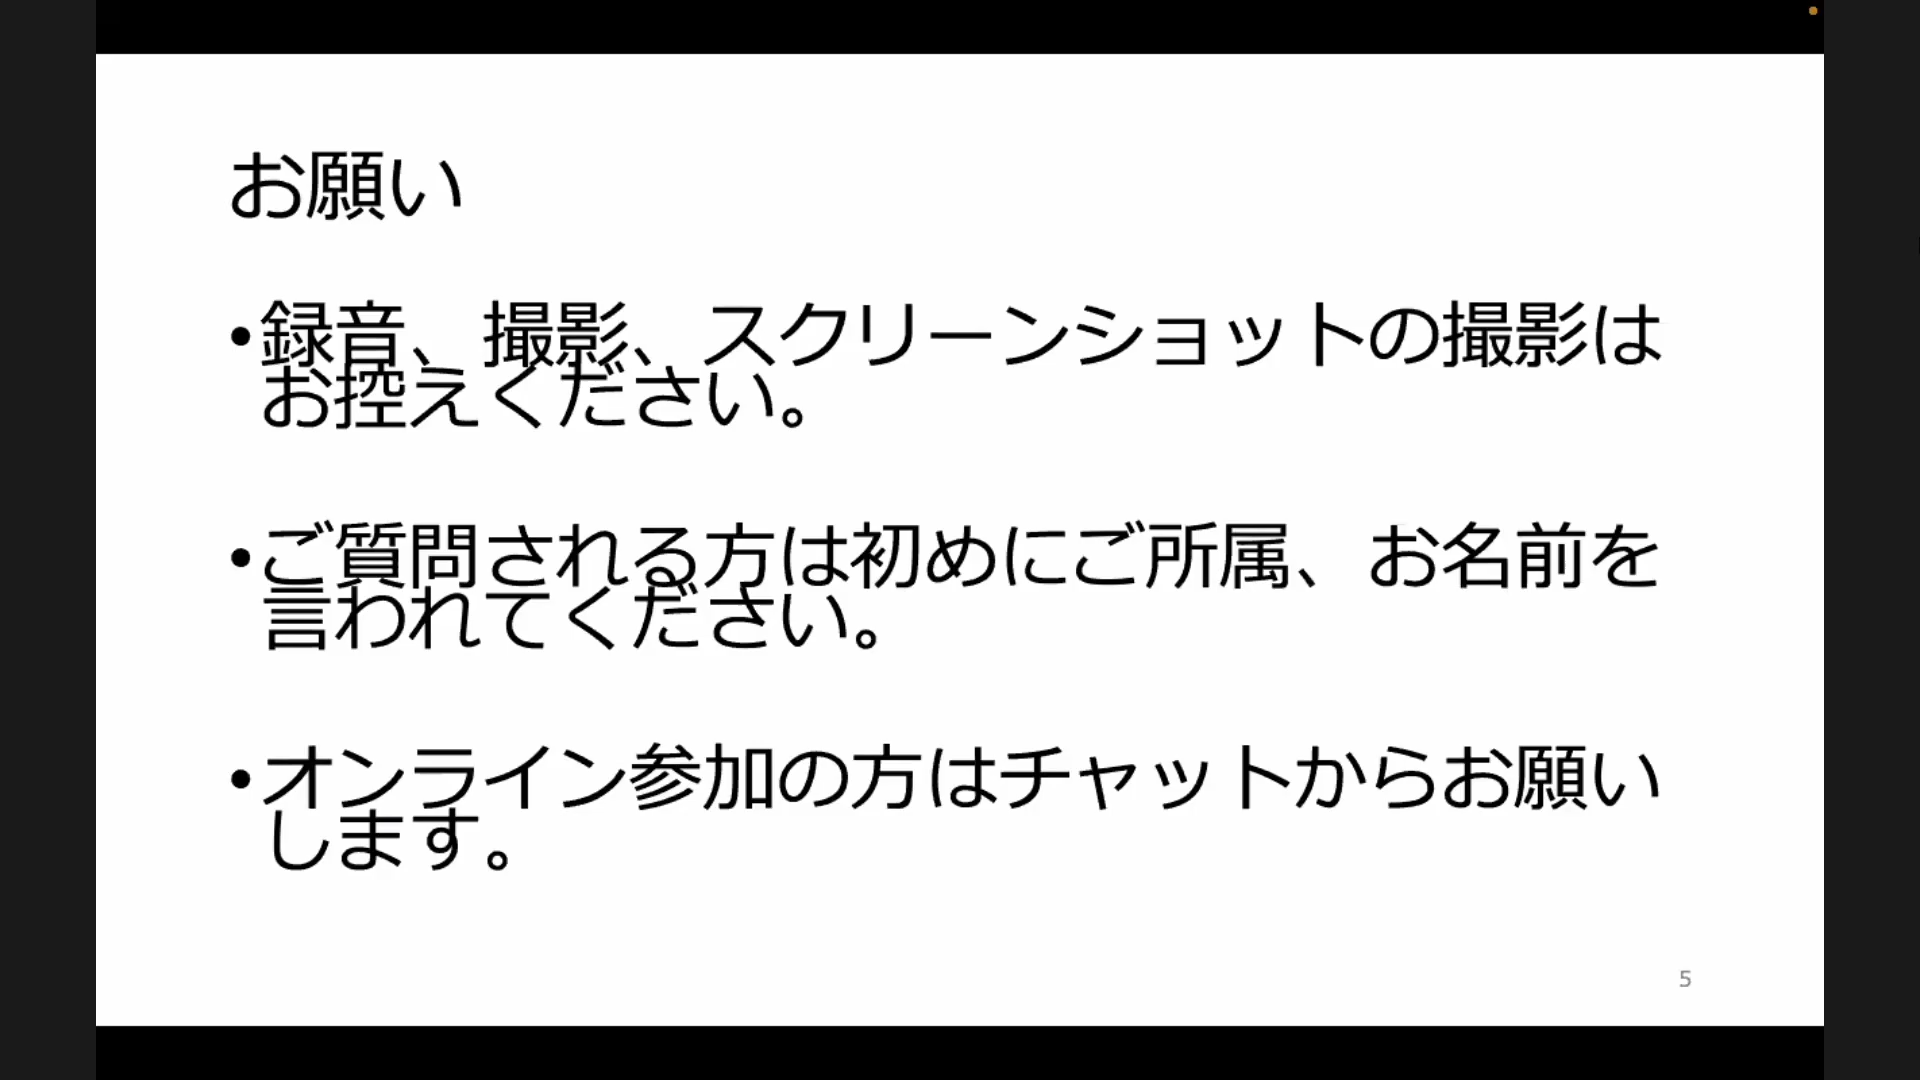 お願い
•録音、撮影、スクリーンショットの撮影は
お控えください。
•ご質問される方は初めにご所属、お名前を
言われてください。
•オンライン参加の方はチャットからお願い
します。
5